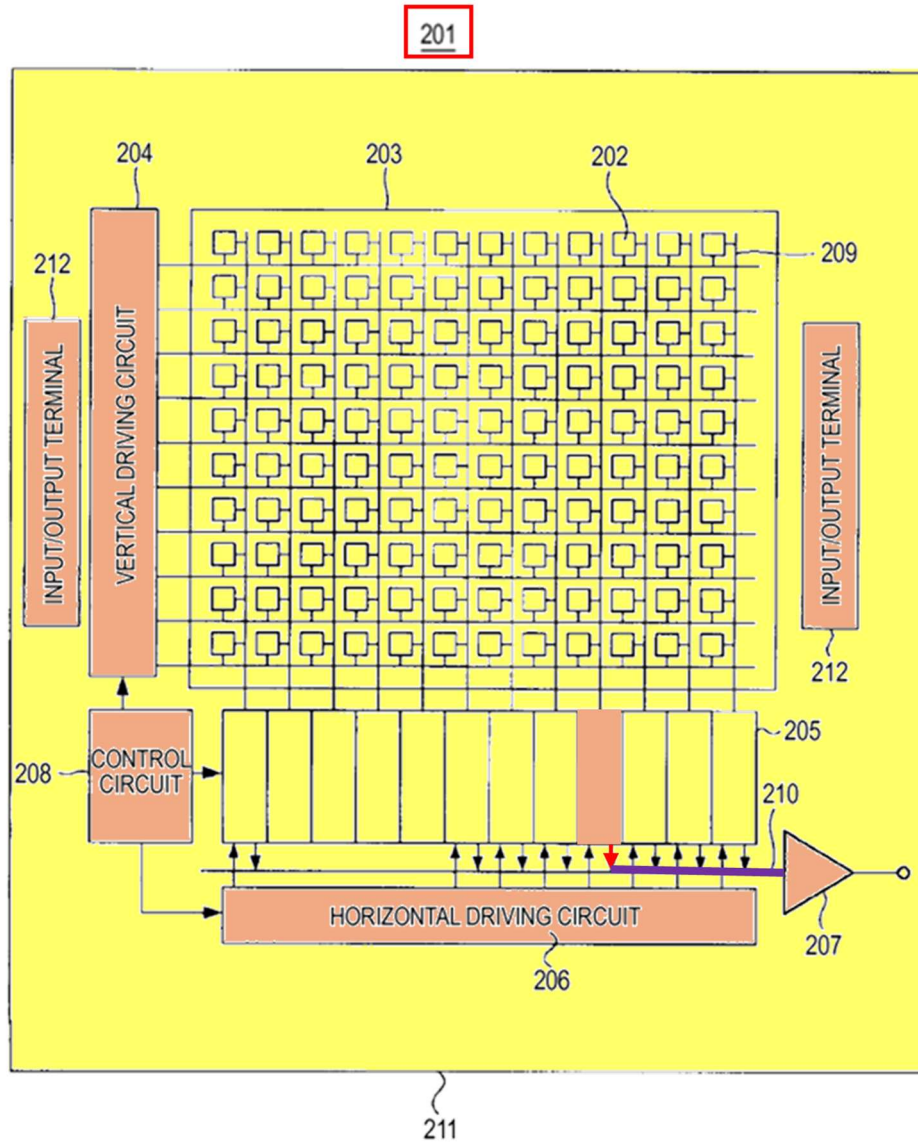 201
204
203
202
209
212
INPUT/OUTPUT TERMINAL
VERTICAL DRIVING CIRCUIT
INPUT/OUTPUT TERMINAL
212
205
208
CONTROL
CIRCUIT
210
HORIZONTAL DRIVING CIRCUIT
207
206
211